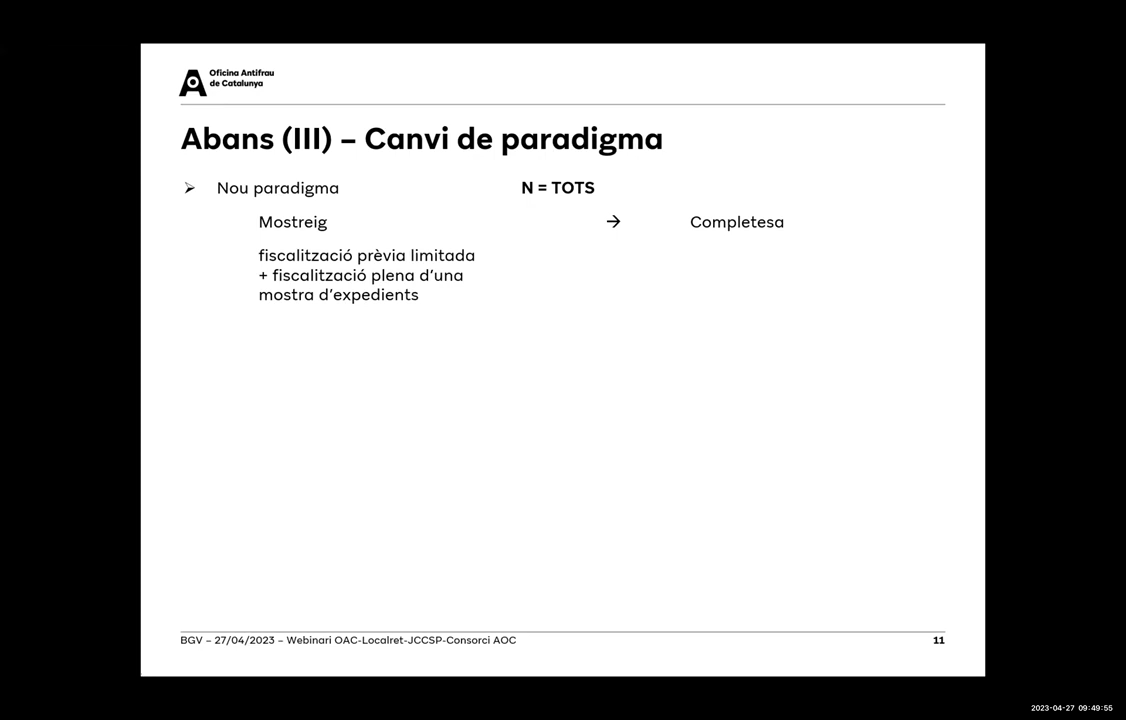 Oficina Antifrau
de Catalunya
Abans (III) – Canvi de paradigma
➢ Nou paradigma N = TOTS
Mostreig → Completesa
fiscalització prèvia limitada
+ fiscalització plena d’una
mostra d’expedients
BGV – 27/04/2023 – Webinari OAC-Localret-JCCSP-Consorci AOC 11
2023-04-27 09:49:55